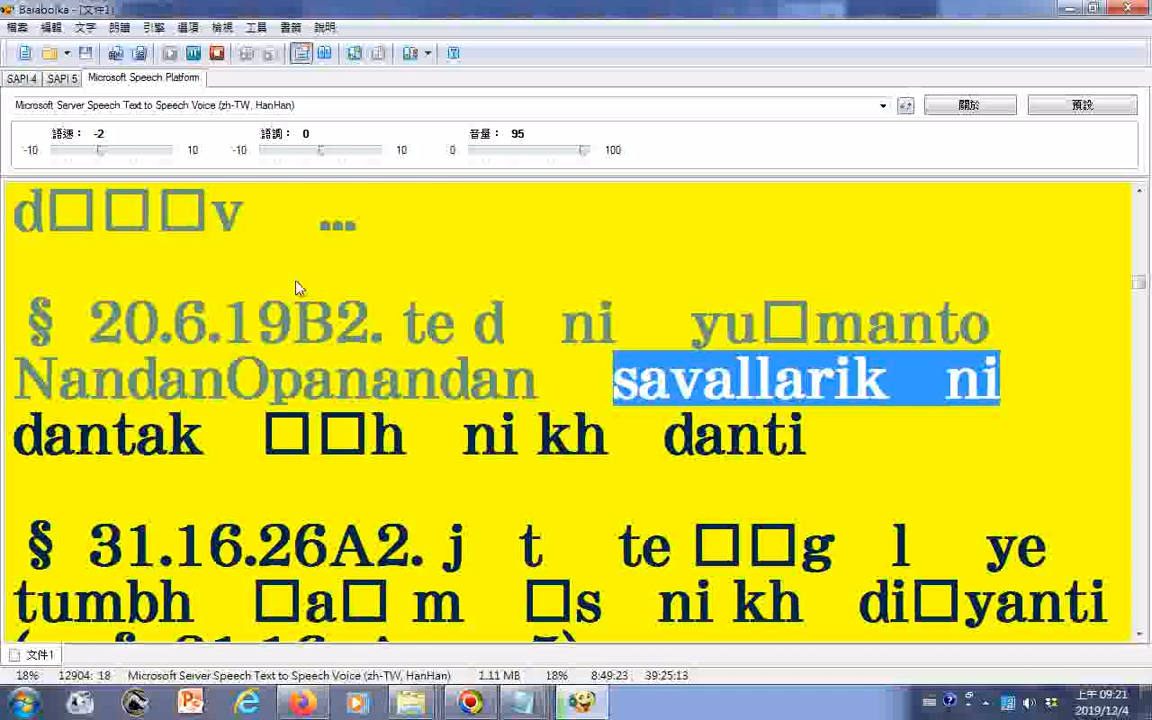 Balabolka - [文件1]
檔案 編輯 文字 朗讀 引擎 選項 檢視 工具 書籤 說明
SAPI 4 SAPI 5 Microsoft Speech Platform
Microsoft Server Speech Text to Speech Voice (zh-TW, HanHan) 關於 預設
語速： -2 語調： 0 音量： 95
-10 10 -10 10 0 100
d□□□v ...
§ 20.6.19B2. te d ni yu□manto
NandanOpanandan savallarik ni
dantak □□h ni kh danti
§ 31.16.26A2. j t te □□g l ye
tumbh □a□ m □s ni kh di□yanti
文件1
18% 12904: 18 Microsoft Server Speech Text to Speech Voice (zh-TW, HanHan) 1.11 MB 18% 8:49:23 39:25:13
上午 09:21
2019/12/4